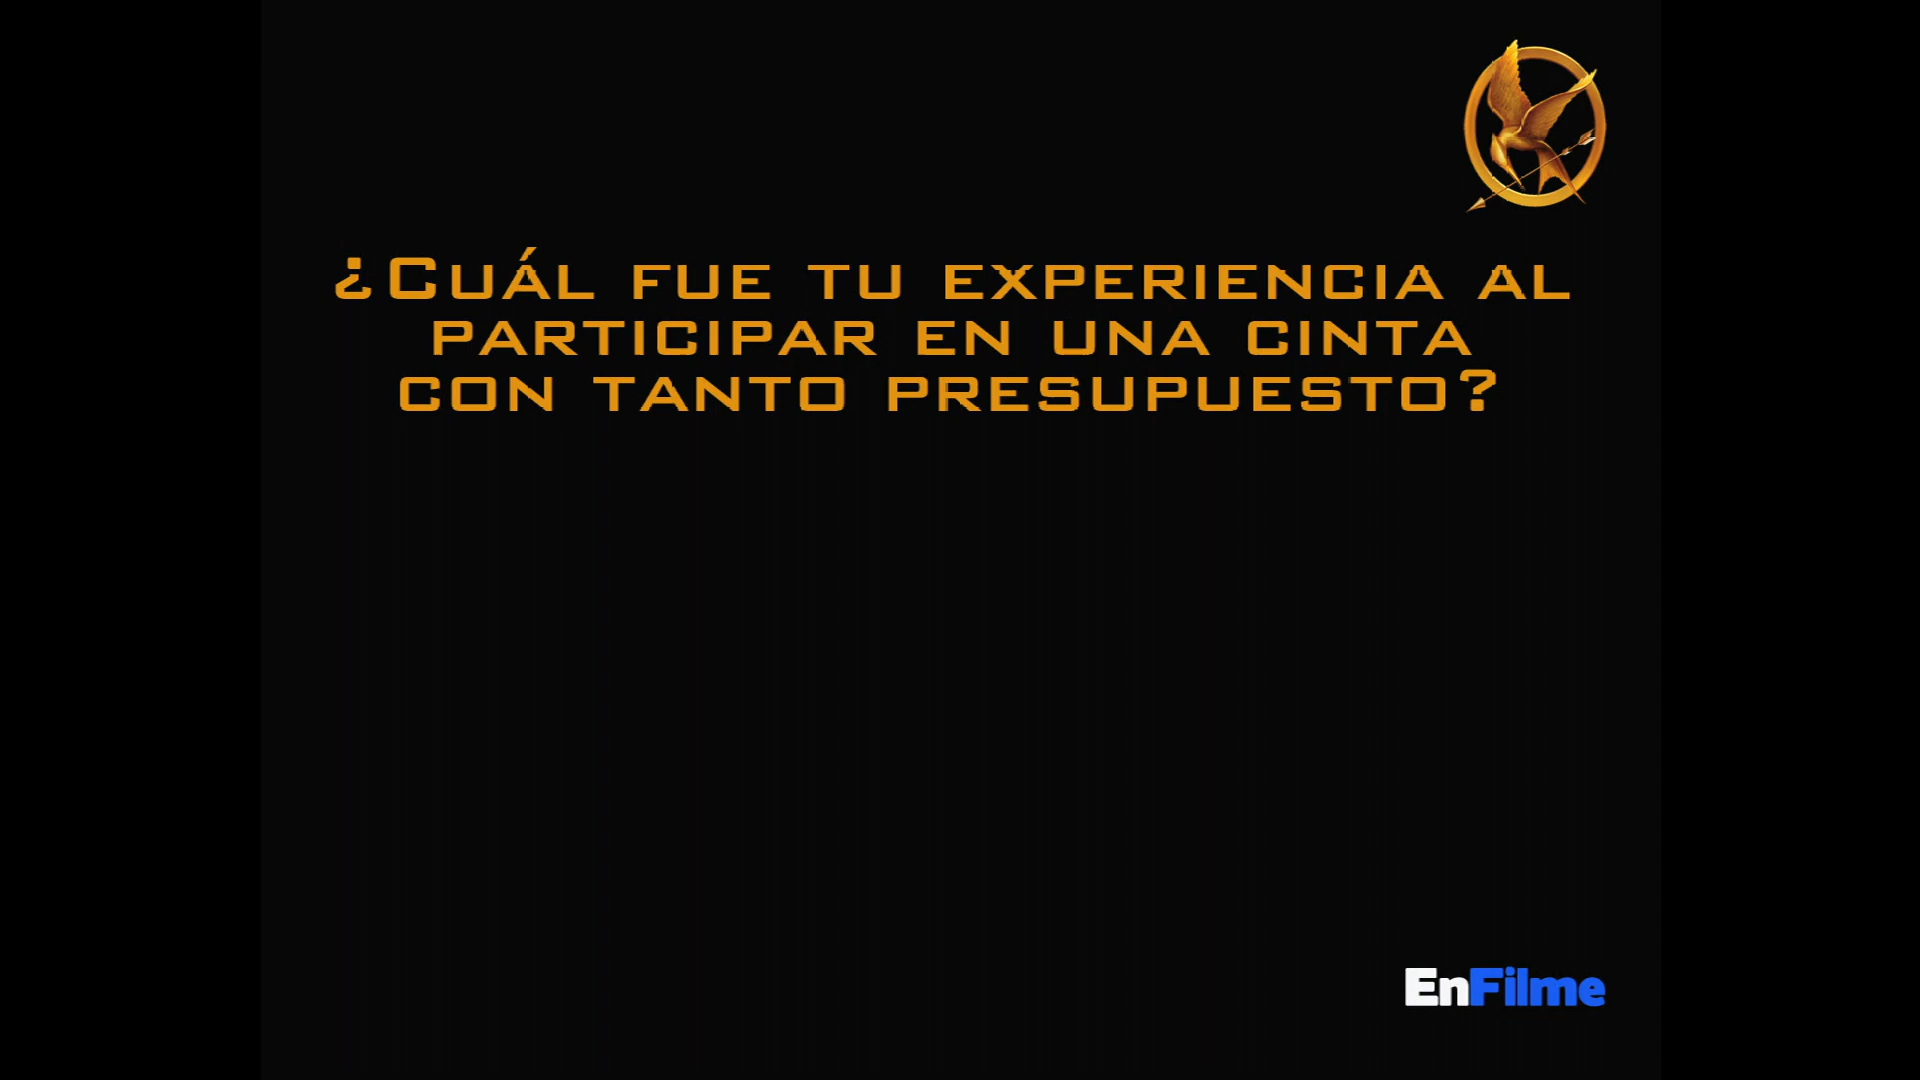 ¿Cuál fue tu experiencia al
participar en una cinta
con tanto presupuesto?
EnFilme